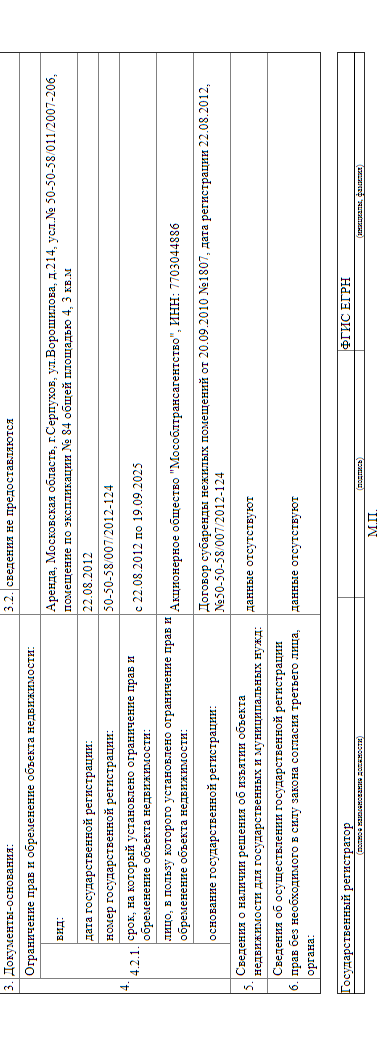 3. Документы-основания: 3.2. сведения не предоставляются
4. Ограничение прав и обременение объекта недвижимости:
вид: Аренда, Московская область, г.Серпухов, ул.Ворошилова, д.214, усл.№ 50-50-58/011/2007-206,
помещение по экспликации № 84 общей площадью 4, 3 кв.м
дата государственной регистрации: 22.08.2012
номер государственной регистрации: 50-50-58/007/2012-124
4.2.1. срок, на который установлено ограничение прав и
обременение объекта недвижимости: с 22.08.2012 по 19.09.2025
лицо, в пользу которого установлено ограничение прав и
обременение объекта недвижимости: Акционерное общество "Мособлтрансагентство", ИНН: 7703044886
основание государственной регистрации: Договор субаренды нежилых помещений от 20.09.2010 №1807, дата регистрации 22.08.2012,
№50-50-58/007/2012-124
5. Сведения о наличии решения об изъятии объекта
недвижимости для государственных и муниципальных нужд: данные отсутствуют
6. Сведения об осуществлении государственной регистрации
прав без необходимого в силу закона согласия третьего лица,
органа: данные отсутствуют
Государственный регистратор ФГИС ЕГРН
(полное наименование должности) (подпись) (инициалы, фамилия)
М.П.